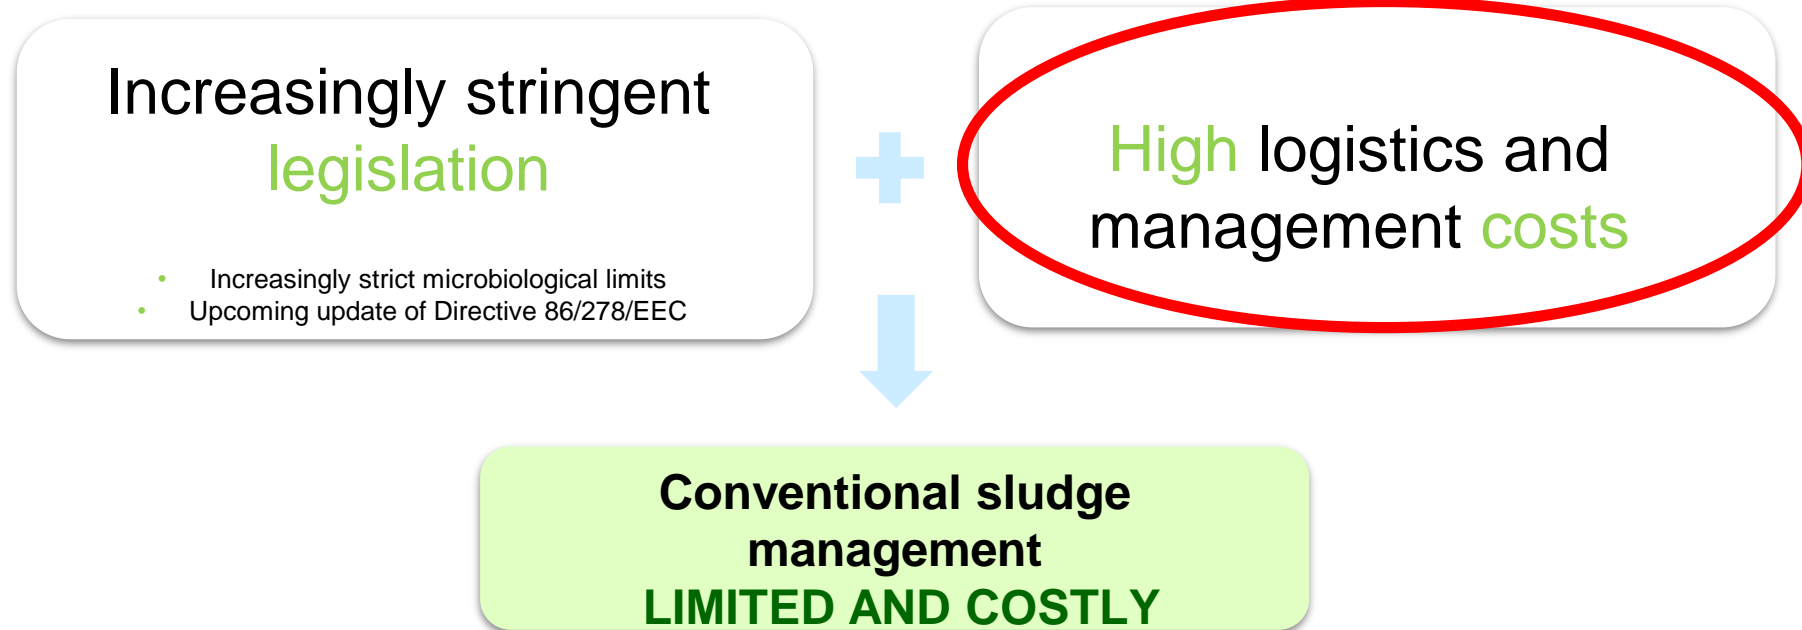 Increasingly stringent
legislation
• Increasingly strict microbiological limits
• Upcoming update of Directive 86/278/EEC
High logistics and
management costs
Conventional sludge
management
LIMITED AND COSTLY